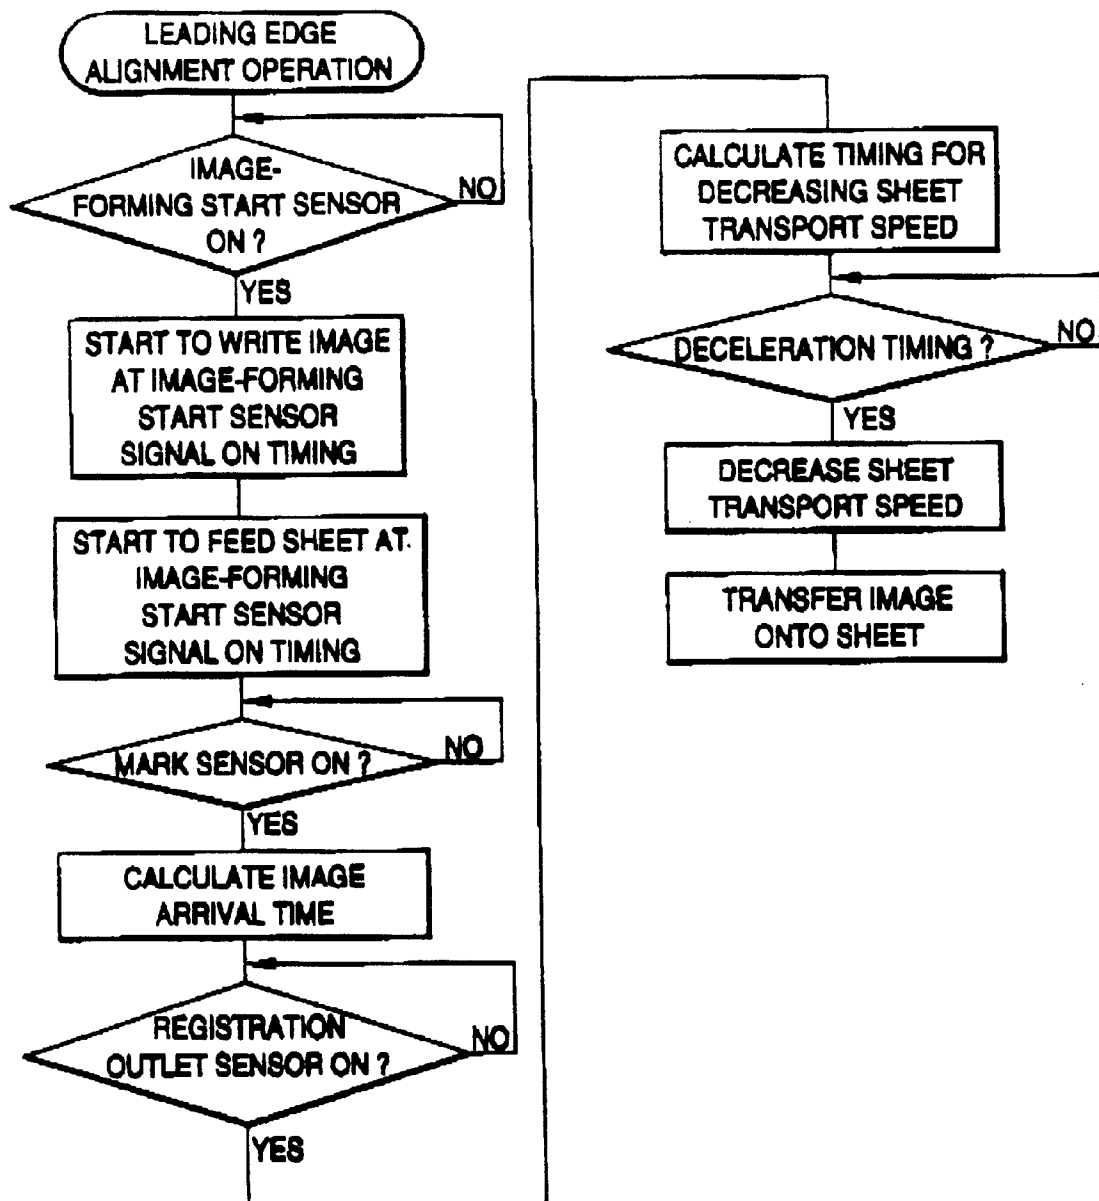 LEADING EDGE
ALIGNMENT OPERATION
IMAGE-
FORMING START SENSOR
ON ?
NO
YES
START TO WRITE IMAGE
AT IMAGE-FORMING
START SENSOR
SIGNAL ON TIMING
START TO FEED SHEET AT
IMAGE-FORMING
START SENSOR
SIGNAL ON TIMING
MARK SENSOR ON ?
NO
YES
CALCULATE IMAGE
ARRIVAL TIME
REGISTRATION
OUTLET SENSOR ON ?
NO
YES
CALCULATE TIMING FOR
DECREASING SHEET
TRANSPORT SPEED
DECELERATION TIMING ?
NO
YES
DECREASE SHEET
TRANSPORT SPEED
TRANSFER IMAGE
ONTO SHEET